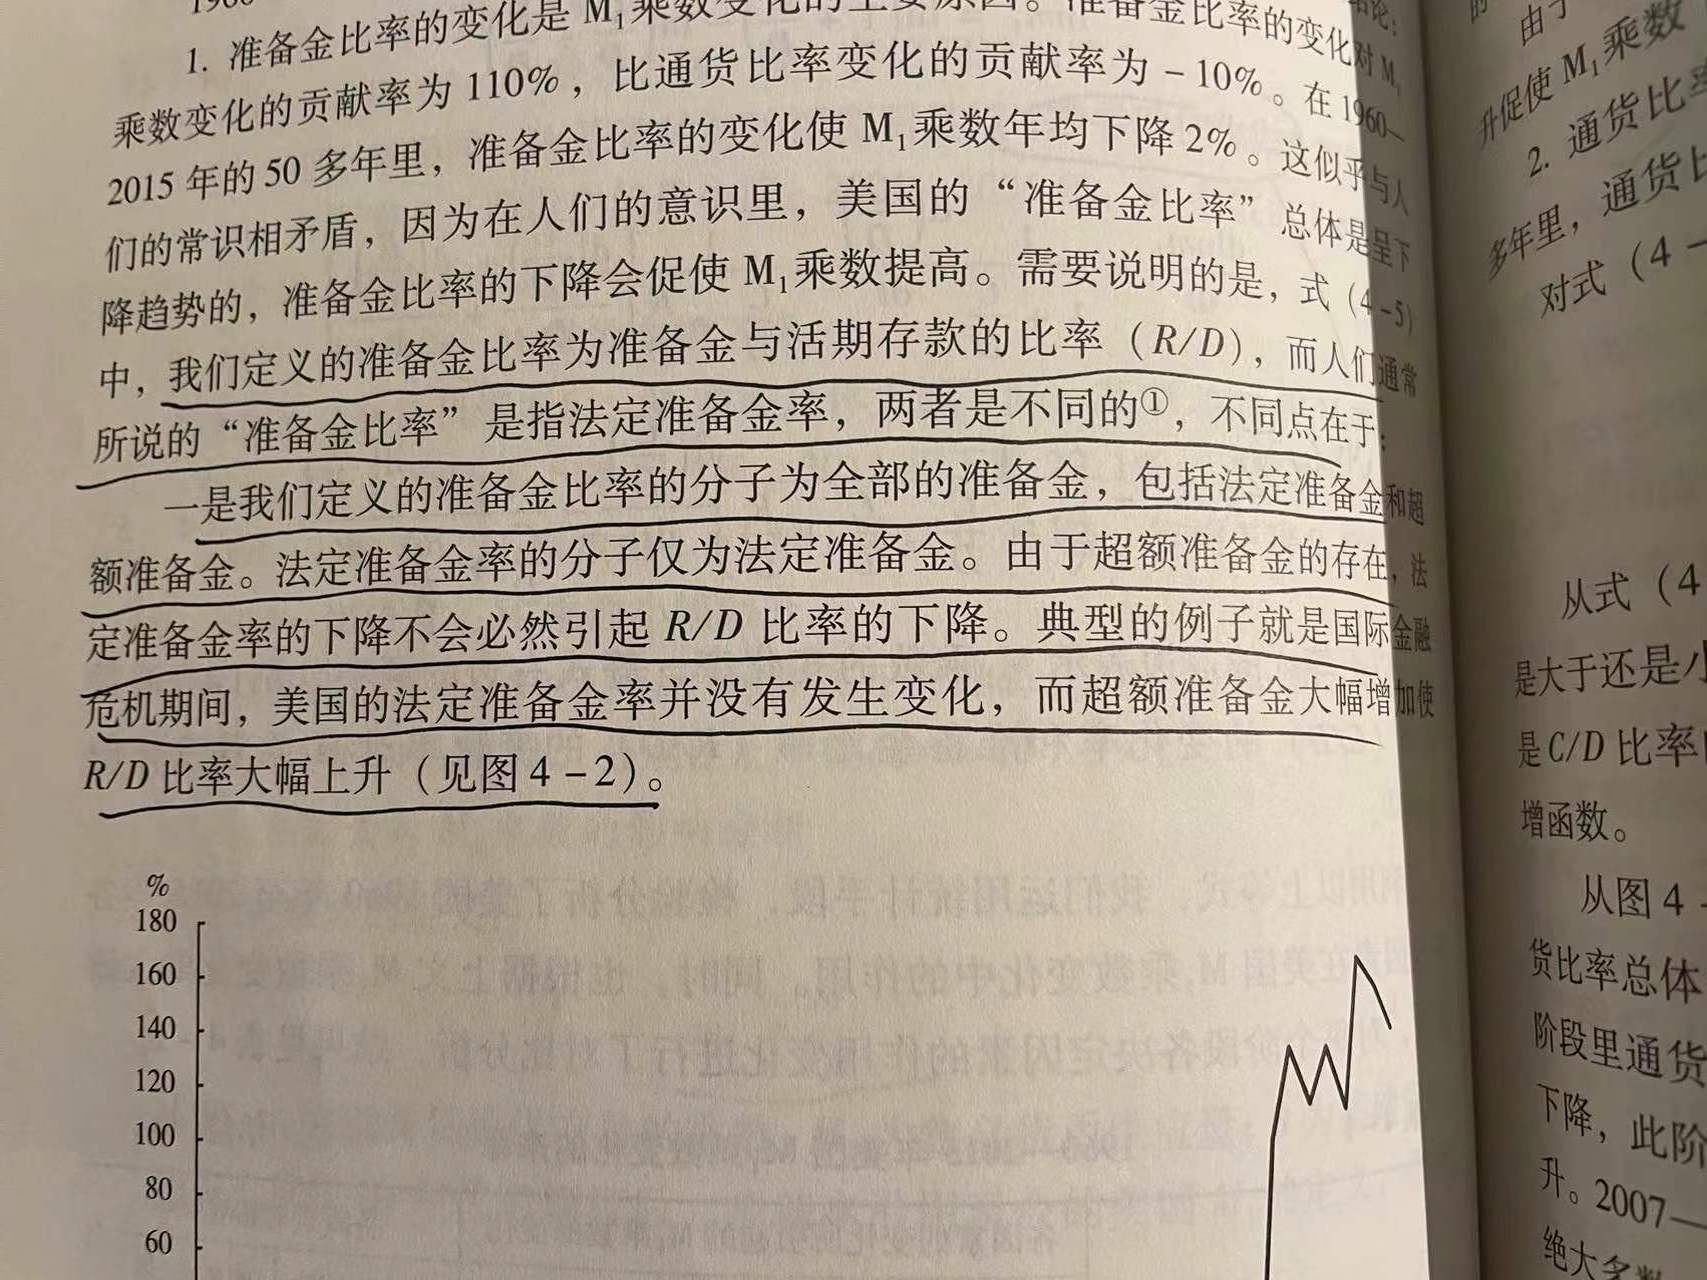 1960
1. 准备金比率的变化是 M₁乘数变化的主要原因。准备金比率的变化对 M₁
乘数变化的贡献率为 110%，比通货比率变化的贡献率为 -10%。在 1960—
2015 年的 50 多年里，准备金比率的变化使 M₁乘数年均下降 2%。这似乎与人
们的常识相矛盾，因为在人们的意识里，美国的“准备金比率”总体是呈下
降趋势的，准备金比率的下降会促使 M₁乘数提高。需要说明的是，式（4-5）
中，我们定义的准备金比率为准备金与活期存款的比率（R/D），而人们通常
所说的“准备金比率”是指法定准备金率，两者是不同的①，不同点在于：
一是我们定义的准备金比率的分子为全部的准备金，包括法定准备金和超
额准备金。法定准备金率的分子仅为法定准备金。由于超额准备金的存在，法
定准备金率的下降不会必然引起 R/D 比率的下降。典型的例子就是国际金融
危机期间，美国的法定准备金率并没有发生变化，而超额准备金大幅增加使
R/D 比率大幅上升（见图 4-2）。
%
180
160
140
120
100
80
60
由于
升促使 M₁乘数
2. 通货比率
多年里，通货比
对式（4-
从式（4
是大于还是小
是 C/D 比率
增函数。
从图 4-
货比率总体
阶段里通货
下降，此阶
升。2007—
绝大多数